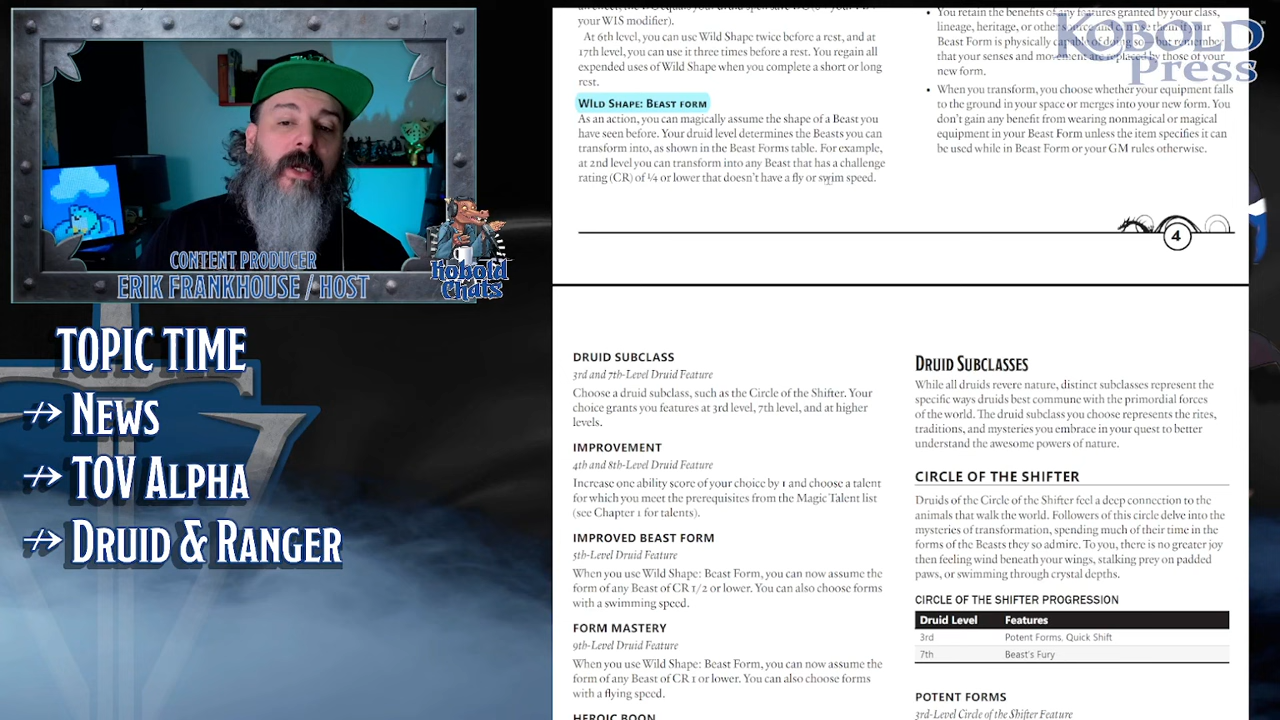 CONTENT PRODUCER
ERIK FRANKHOUSE / HOST
kobold
Chats
TOPIC TIME
News
TOV Alpha
Druid & Ranger
KOBOLD
Press
your WIS modifier).
At 6th level, you can use Wild Shape twice before a rest, and at
17th level, you can use it three times before a rest. You regain all
expended uses of Wild Shape when you complete a short or long
rest.
WILD SHAPE: BEAST FORM
As an action, you can magically assume the shape of a Beast you
have seen before. Your druid level determines the Beasts you can
transform into, as shown in the Beast Forms table. For example,
at 2nd level you can transform into any Beast that has a challenge
rating (CR) of ¼ or lower that doesn't have a fly or swim speed.
• You retain the benefits of any features granted by your class,
lineage, heritage, or other source and can use them if your
Beast Form is physically capable of doing so—but remember
that your senses and movement are replaced by those of your
new form.
• When you transform, you choose whether your equipment falls
to the ground in your space or merges into your new form. You
don't gain any benefit from wearing nonmagical or magical
equipment in your Beast Form unless the item specifies it can
be used while in Beast Form or your GM rules otherwise.
4
DRUID SUBCLASS
3rd and 7th-Level Druid Feature
Choose a druid subclass, such as the Circle of the Shifter. Your
choice grants you features at 3rd level, 7th level, and at higher
levels.
IMPROVEMENT
4th and 8th-Level Druid Feature
Increase one ability score of your choice by 1 and choose a talent
for which you meet the prerequisites from the Magic Talent list
(see Chapter 1 for talents).
IMPROVED BEAST FORM
5th-Level Druid Feature
When you use Wild Shape: Beast Form, you can now assume the
form of any Beast of CR 1/2 or lower. You can also choose forms
with a swimming speed.
FORM MASTERY
9th-Level Druid Feature
When you use Wild Shape: Beast Form, you can now assume the
form of any Beast of CR 1 or lower. You can also choose forms
with a flying speed.
HEROIC BOON
DRUID SUBCLASSES
While all druids revere nature, distinct subclasses represent the
specific ways druids best commune with the primordial forces
of the world. The druid subclass you choose represents the rites,
traditions, and mysteries you embrace in your quest to better
understand the awesome powers of nature.
CIRCLE OF THE SHIFTER
Druids of the Circle of the Shifter feel a deep connection to the
animals that walk the world. Followers of this circle delve into the
mysteries of transformation, spending much of their time in the
forms of the Beasts they so admire. To you, there is no greater joy
then feeling wind beneath your wings, stalking prey on padded
paws, or swimming through crystal depths.
CIRCLE OF THE SHIFTER PROGRESSION
Druid Level Features
3rd Potent Forms, Quick Shift
7th Beast's Fury
POTENT FORMS
3rd-Level Circle of the Shifter Feature